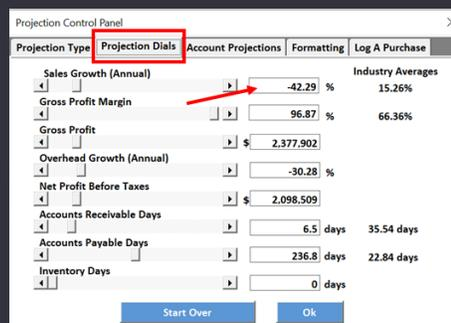 Projection Control Panel
Projection Type Projection Dials Account Projections Formatting Log A Purchase
Sales Growth (Annual) Industry Averages
-42.29 % 15.26%
Gross Profit Margin
96.87 % 66.36%
Gross Profit
$ 2,377,902
Overhead Growth (Annual)
-30.28 %
Net Profit Before Taxes
$ 2,098,509
Accounts Receivable Days
6.5 days 35.54 days
Accounts Payable Days
236.8 days 22.84 days
Inventory Days
0 days
Start Over Ok